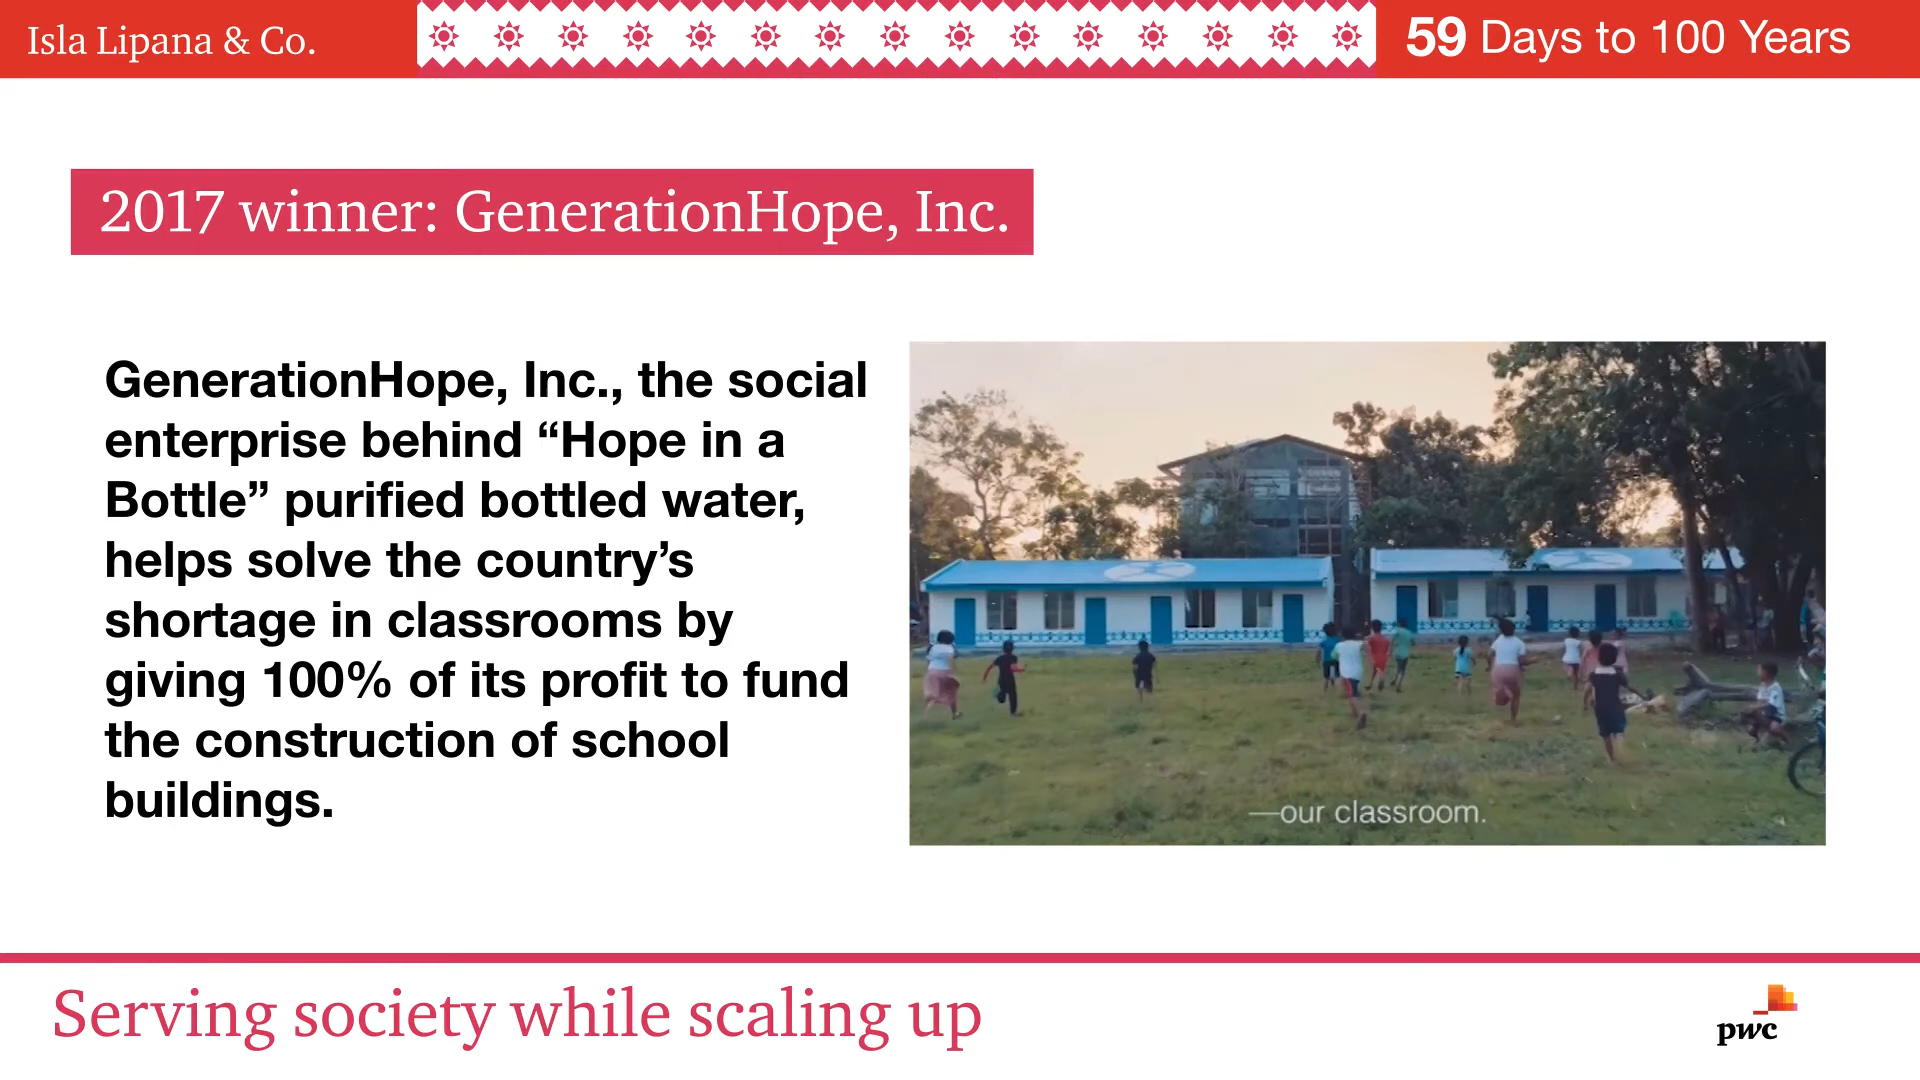 Isla Lipana & Co.
59 Days to 100 Years
2017 winner: GenerationHope, Inc.
GenerationHope, Inc., the social
enterprise behind “Hope in a
Bottle” purified bottled water,
helps solve the country’s
shortage in classrooms by
giving 100% of its profit to fund
the construction of school
buildings.
—our classroom.
Serving society while scaling up
pwc